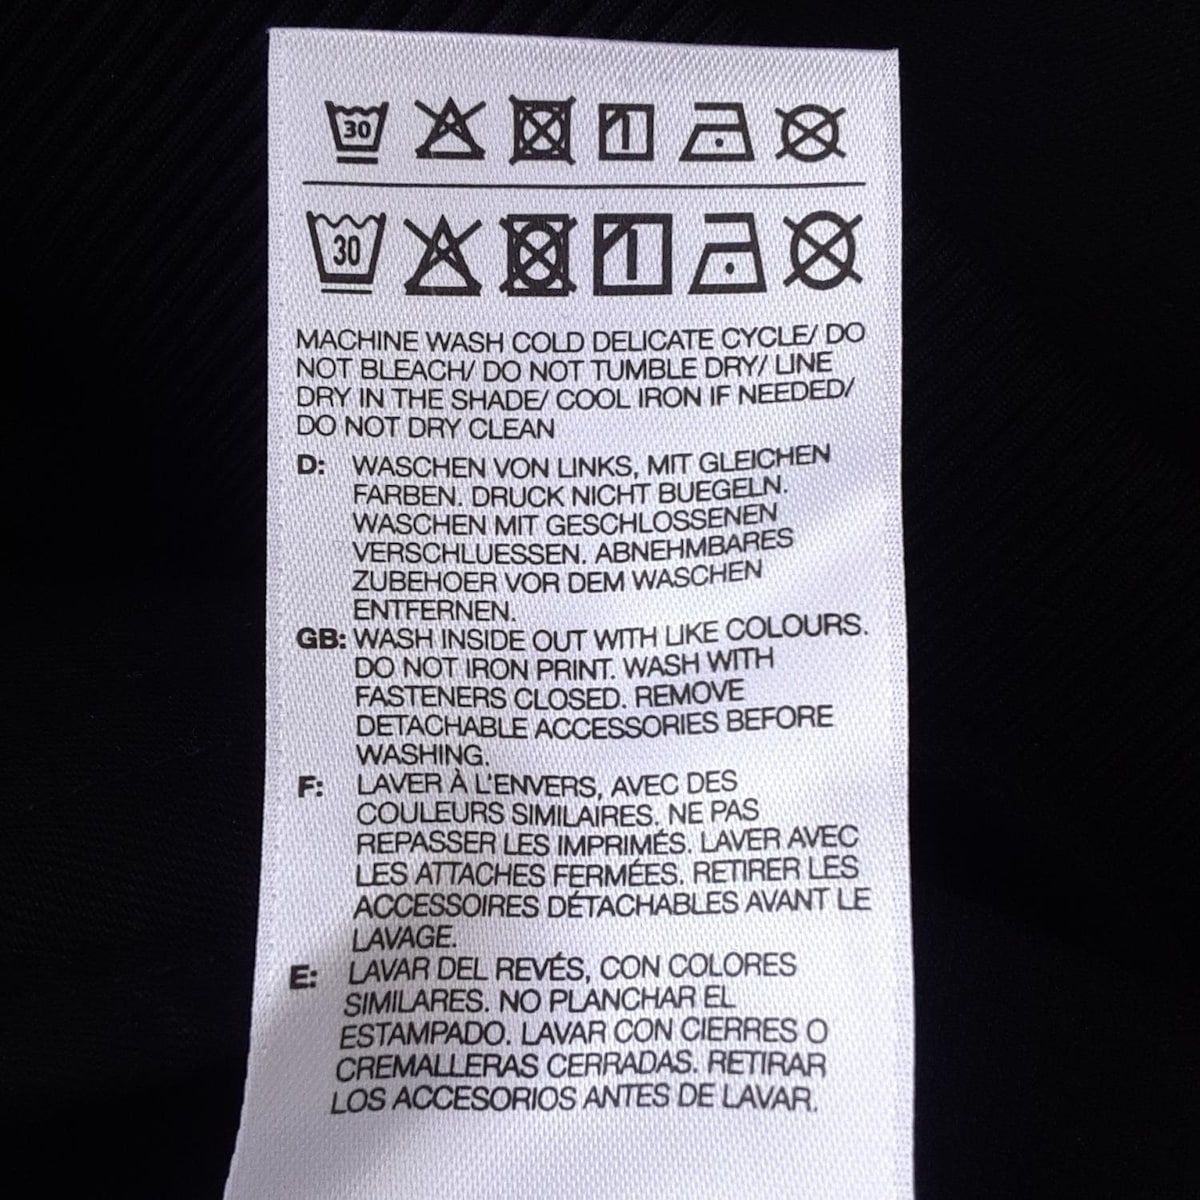 30
30
MACHINE WASH COLD DELICATE CYCLE/ DO
NOT BLEACH/ DO NOT TUMBLE DRY/ LINE
DRY IN THE SHADE/ COOL IRON IF NEEDED/
DO NOT DRY CLEAN
D: WASCHEN VON LINKS, MIT GLEICHEN
FARBEN. DRUCK NICHT BUEGELN.
WASCHEN MIT GESCHLOSSENEN
VERSCHLUESSEN. ABNEHMBARES
ZUBEHOER VOR DEM WASCHEN
ENTFERNEN.
GB: WASH INSIDE OUT WITH LIKE COLOURS.
DO NOT IRON PRINT. WASH WITH
FASTENERS CLOSED. REMOVE
DETACHABLE ACCESSORIES BEFORE
WASHING.
F: LAVER À L'ENVERS, AVEC DES
COULEURS SIMILAIRES. NE PAS
REPASSER LES IMPRIMÉS. LAVER AVEC
LES ATTACHES FERMÉES. RETIRER LES
ACCESSOIRES DÉTACHABLES AVANT LE
LAVAGE.
E: LAVAR DEL REVÉS, CON COLORES
SIMILARES. NO PLANCHAR EL
ESTAMPADO. LAVAR CON CIERRES O
CREMALLERAS CERRADAS. RETIRAR
LOS ACCESORIOS ANTES DE LAVAR.